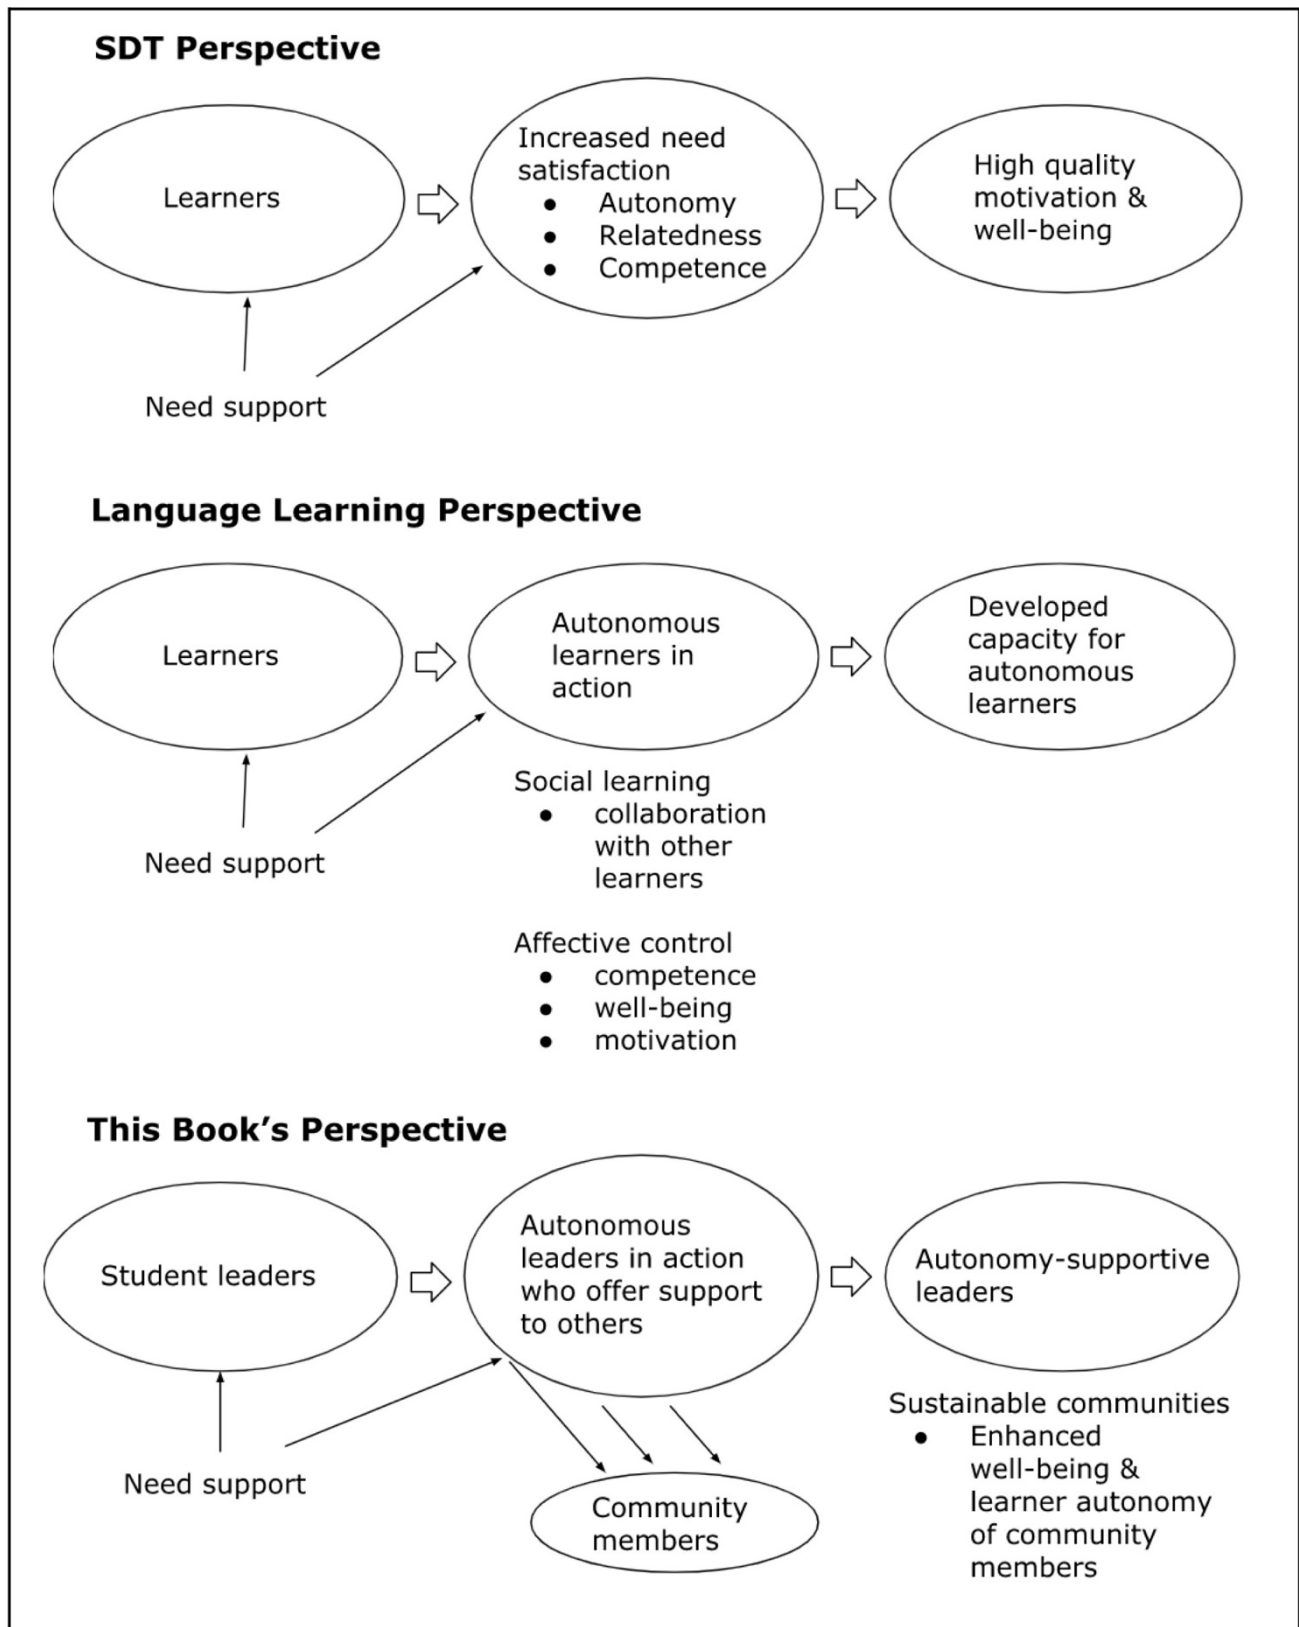 SDT Perspective
Learners
Increased need
satisfaction
● Autonomy
● Relatedness
● Competence
High quality
motivation &
well-being
Need support
Language Learning Perspective
Learners
Autonomous
learners in
action
Developed
capacity for
autonomous
learners
Need support
Social learning
● collaboration
with other
learners
Affective control
● competence
● well-being
● motivation
This Book’s Perspective
Student leaders
Autonomous
leaders in action
who offer support
to others
Autonomy-supportive
leaders
Need support
Community
members
Sustainable communities
● Enhanced
well-being &
learner autonomy
of community
members